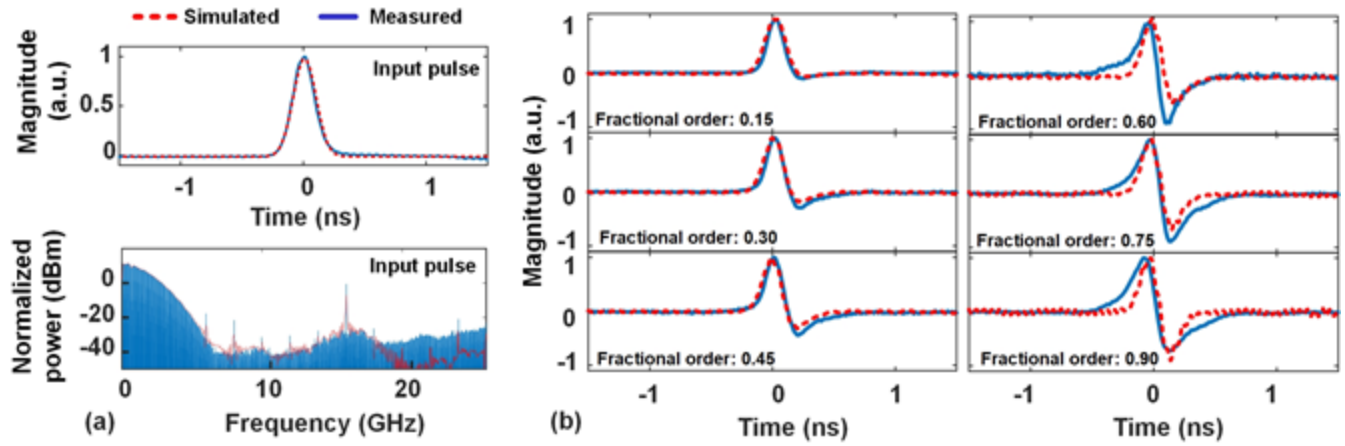 Simulated Measured
Magnitude
(a.u.)
1
0.5
0
Input pulse
-1 0 1
Time (ns)
Normalized
power (dBm)
0
-20
-40
Input pulse
0 10 20
Frequency (GHz)
(a)
Magnitude (a.u.)
1
0
-1
Fractional order: 0.15
Fractional order: 0.60
1
0
-1
Fractional order: 0.30
Fractional order: 0.75
1
0
-1
Fractional order: 0.45
Fractional order: 0.90
-1 0 1
-1 0 1
(b)
Time (ns)
Time (ns)